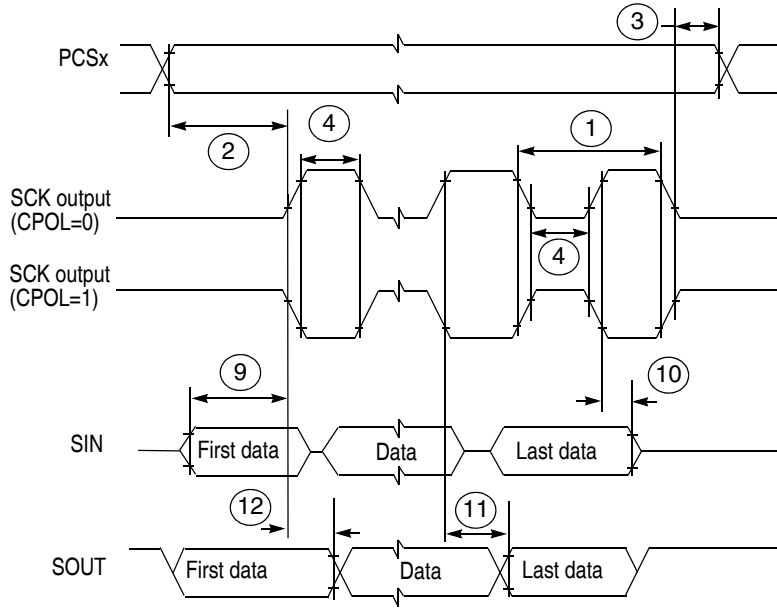 3
PCSx
2
4
1
SCK output
(CPOL=0)
4
SCK output
(CPOL=1)
9
10
SIN
First data
Data
Last data
12
11
SOUT
First data
Data
Last data